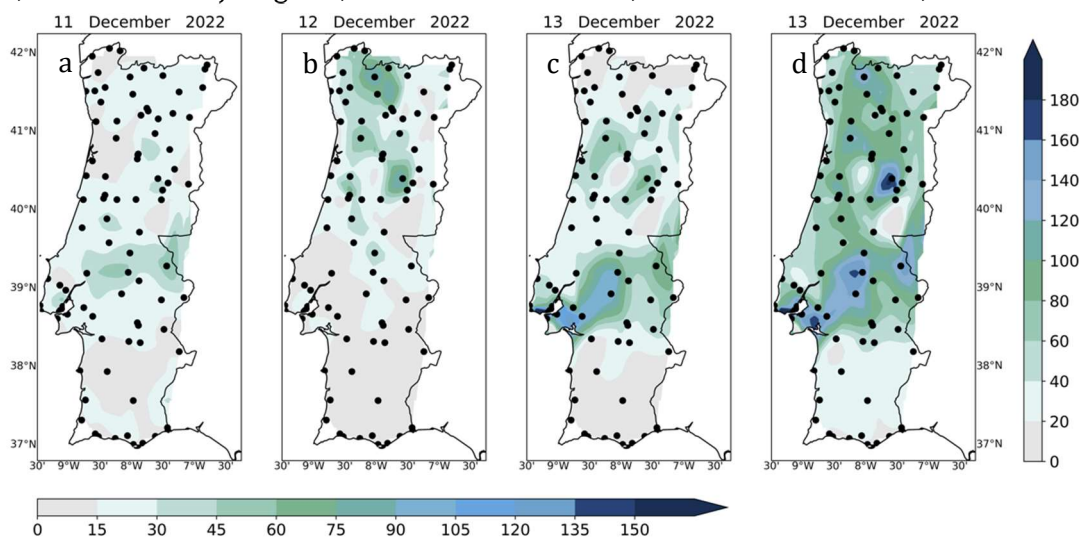 11 December 2022
12 December 2022
13 December 2022
13 December 2022
a
b
c
d
42°N
41°N
40°N
39°N
38°N
37°N
42°N
41°N
40°N
39°N
38°N
37°N
30' 9°W 30' 8°W 30' 7°W 30'
30' 9°W 30' 8°W 30' 7°W 30'
30' 9°W 30' 8°W 30' 7°W 30'
30' 9°W 30' 8°W 30' 7°W 30'
180
160
140
120
100
80
60
40
20
0
0 15 30 45 60 75 90 105 120 135 150